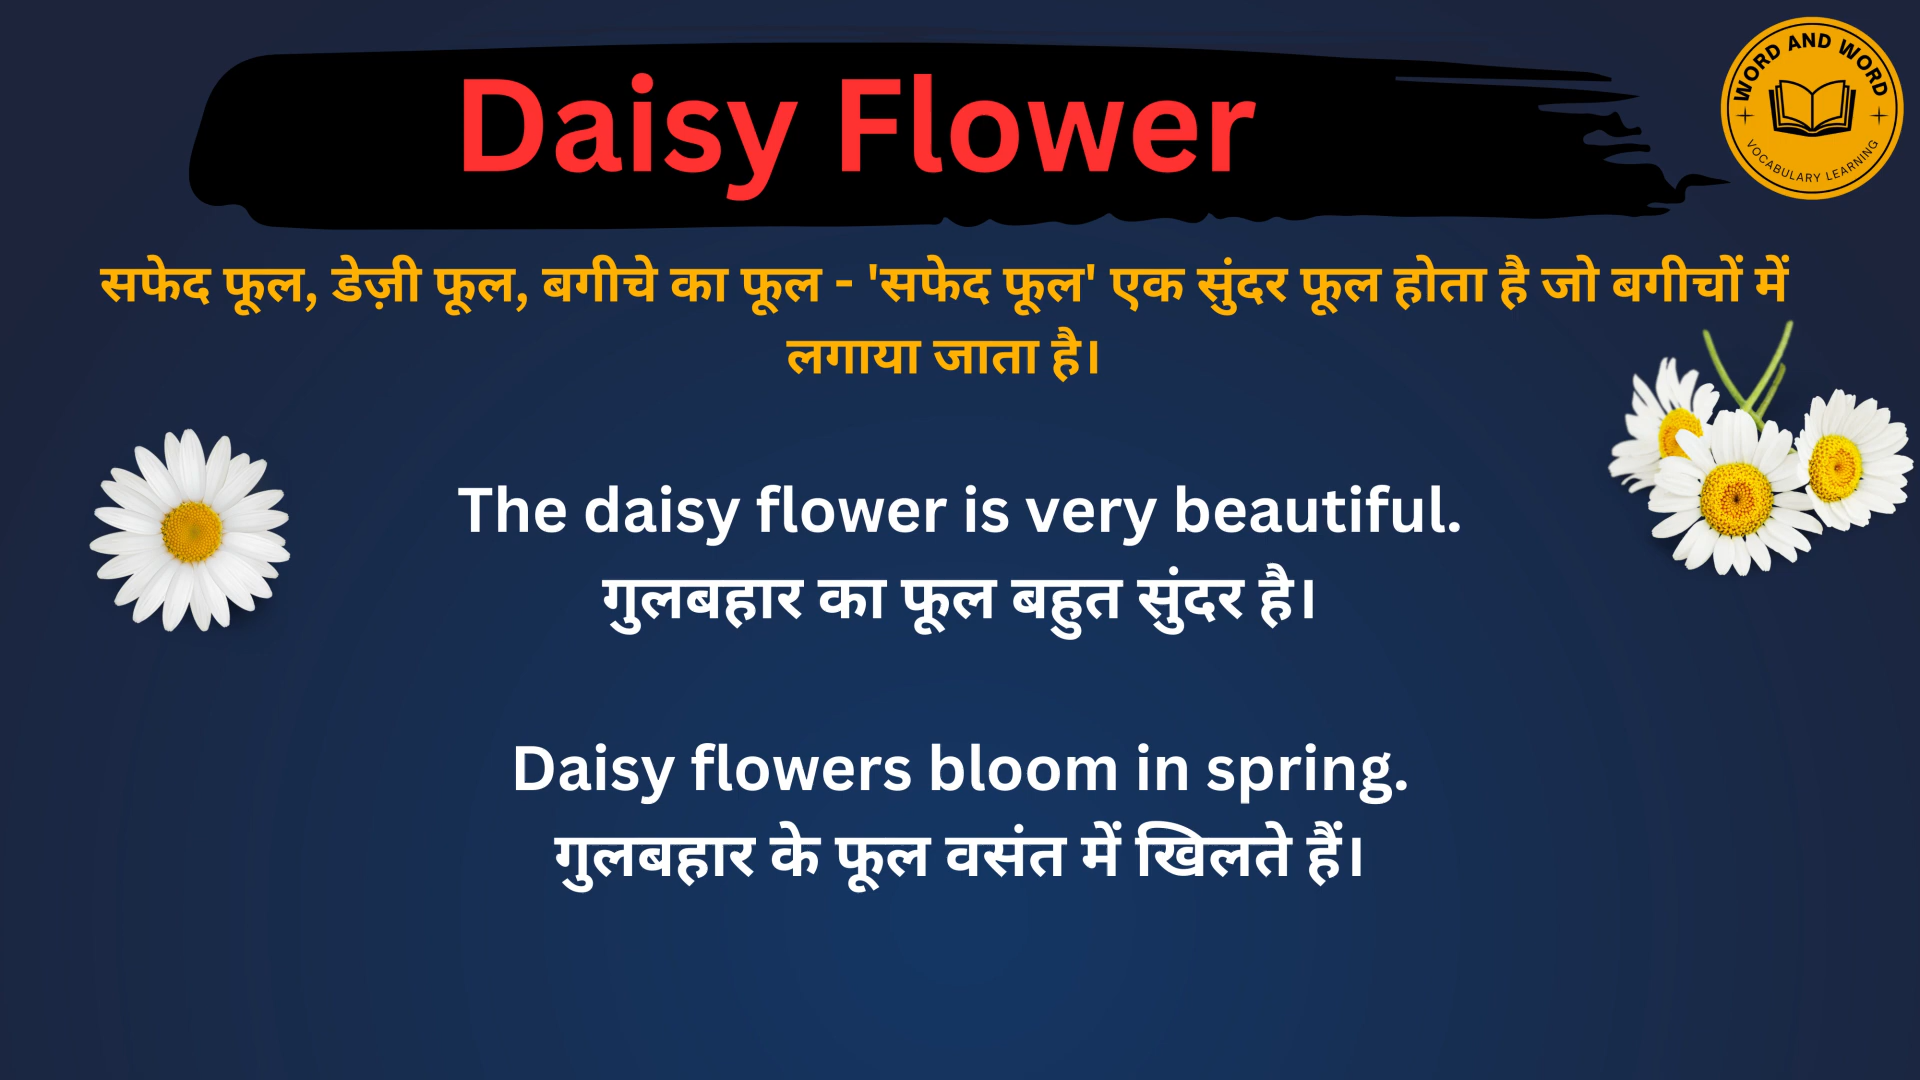 Daisy Flower
WORD AND WORD
VOCABULARY LEARNING
सफेद फूल, डेज़ी फूल, बगीचे का फूल - 'सफेद फूल' एक सुंदर फूल होता है जो बगीचों में
लगाया जाता है।
The daisy flower is very beautiful.
गुलबहार का फूल बहुत सुंदर है।
Daisy flowers bloom in spring.
गुलबहार के फूल वसंत में खिलते हैं।